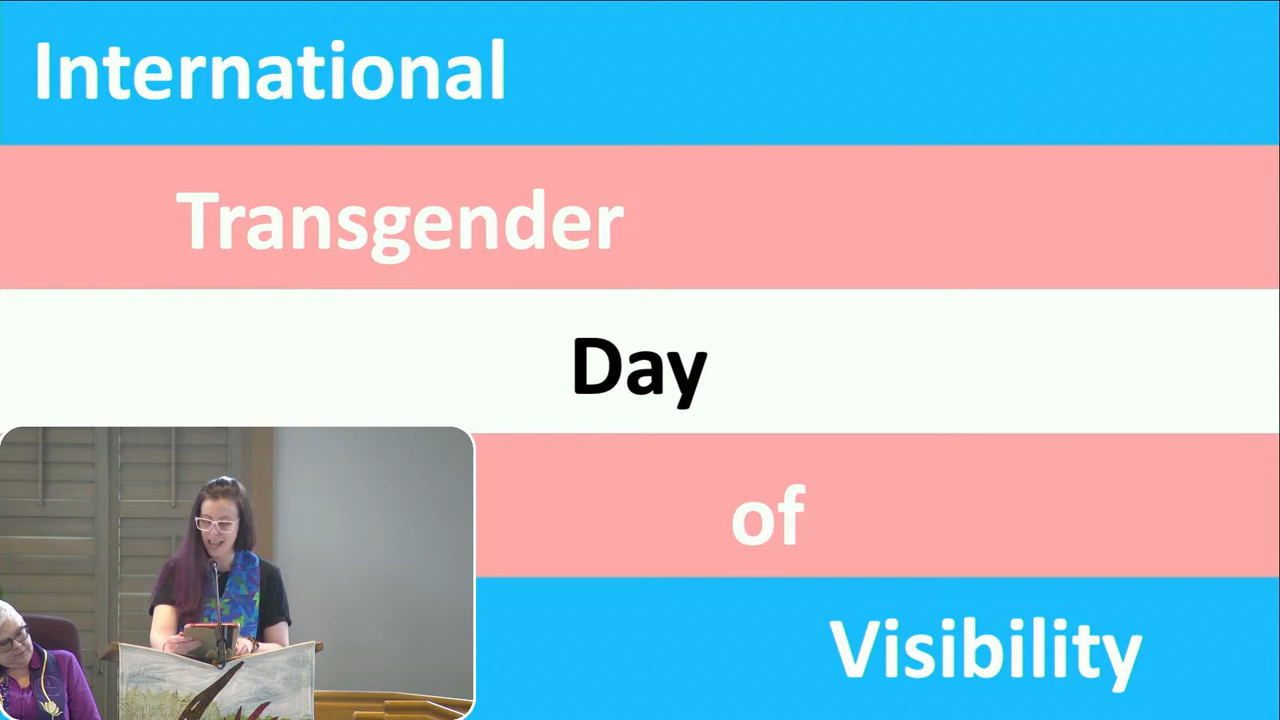 International
Transgender
Day
of
Visibility